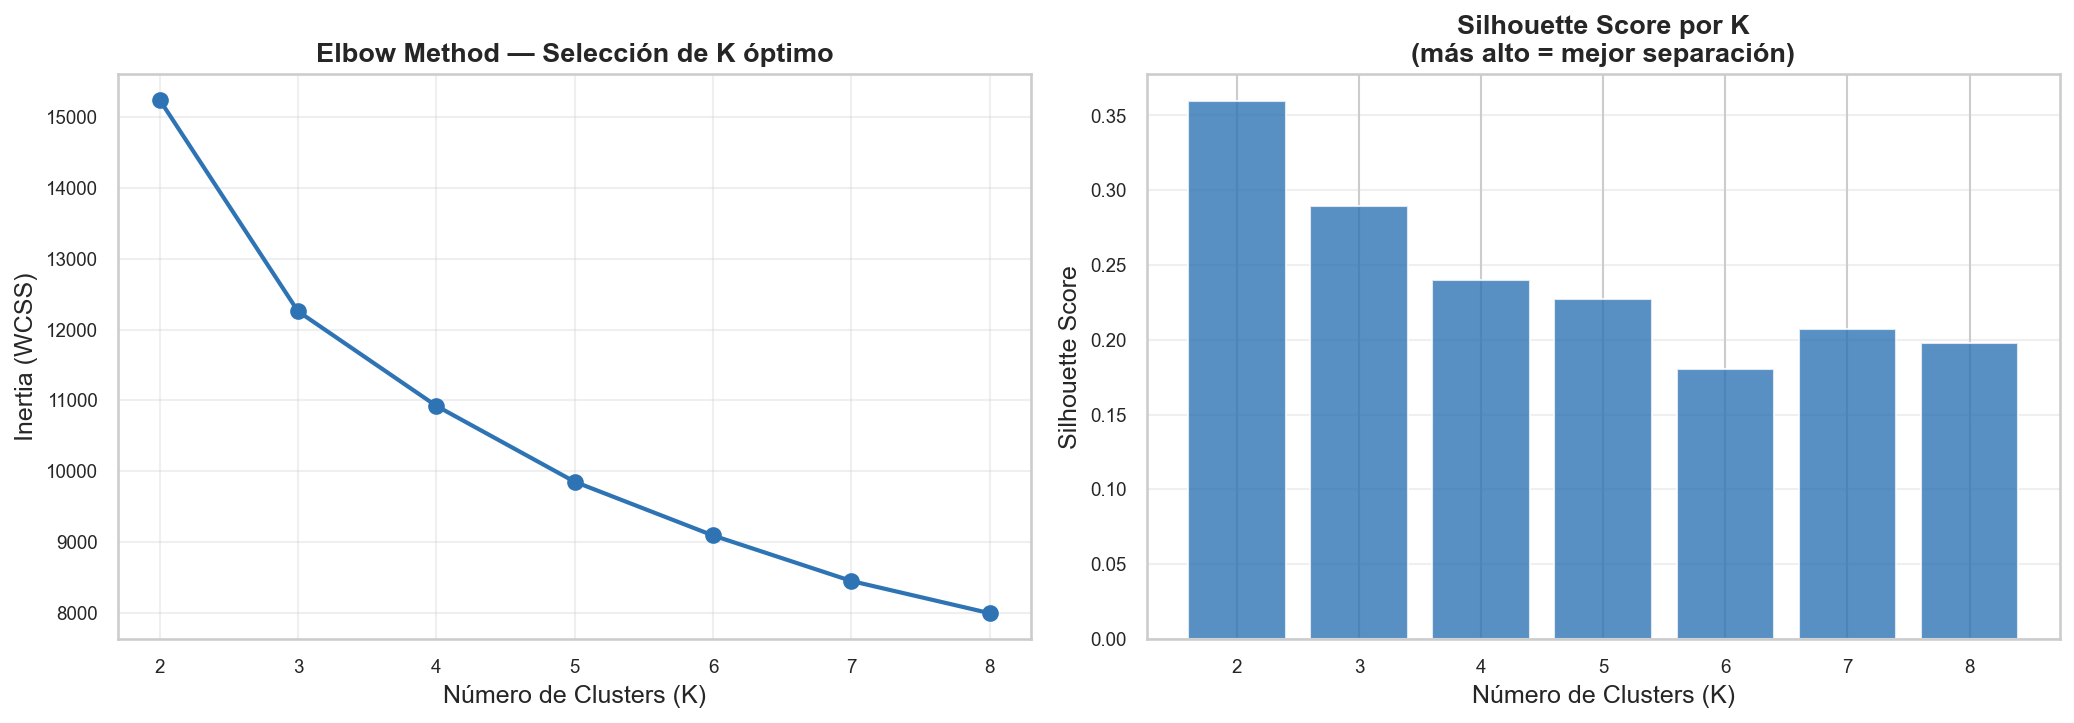 Elbow Method — Selección de K óptimo
Inertia (WCSS)
15000
14000
13000
12000
11000
10000
9000
8000
2 3 4 5 6 7 8
Número de Clusters (K)
Silhouette Score por K
(más alto = mejor separación)
Silhouette Score
0.35
0.30
0.25
0.20
0.15
0.10
0.05
0.00
2 3 4 5 6 7 8
Número de Clusters (K)